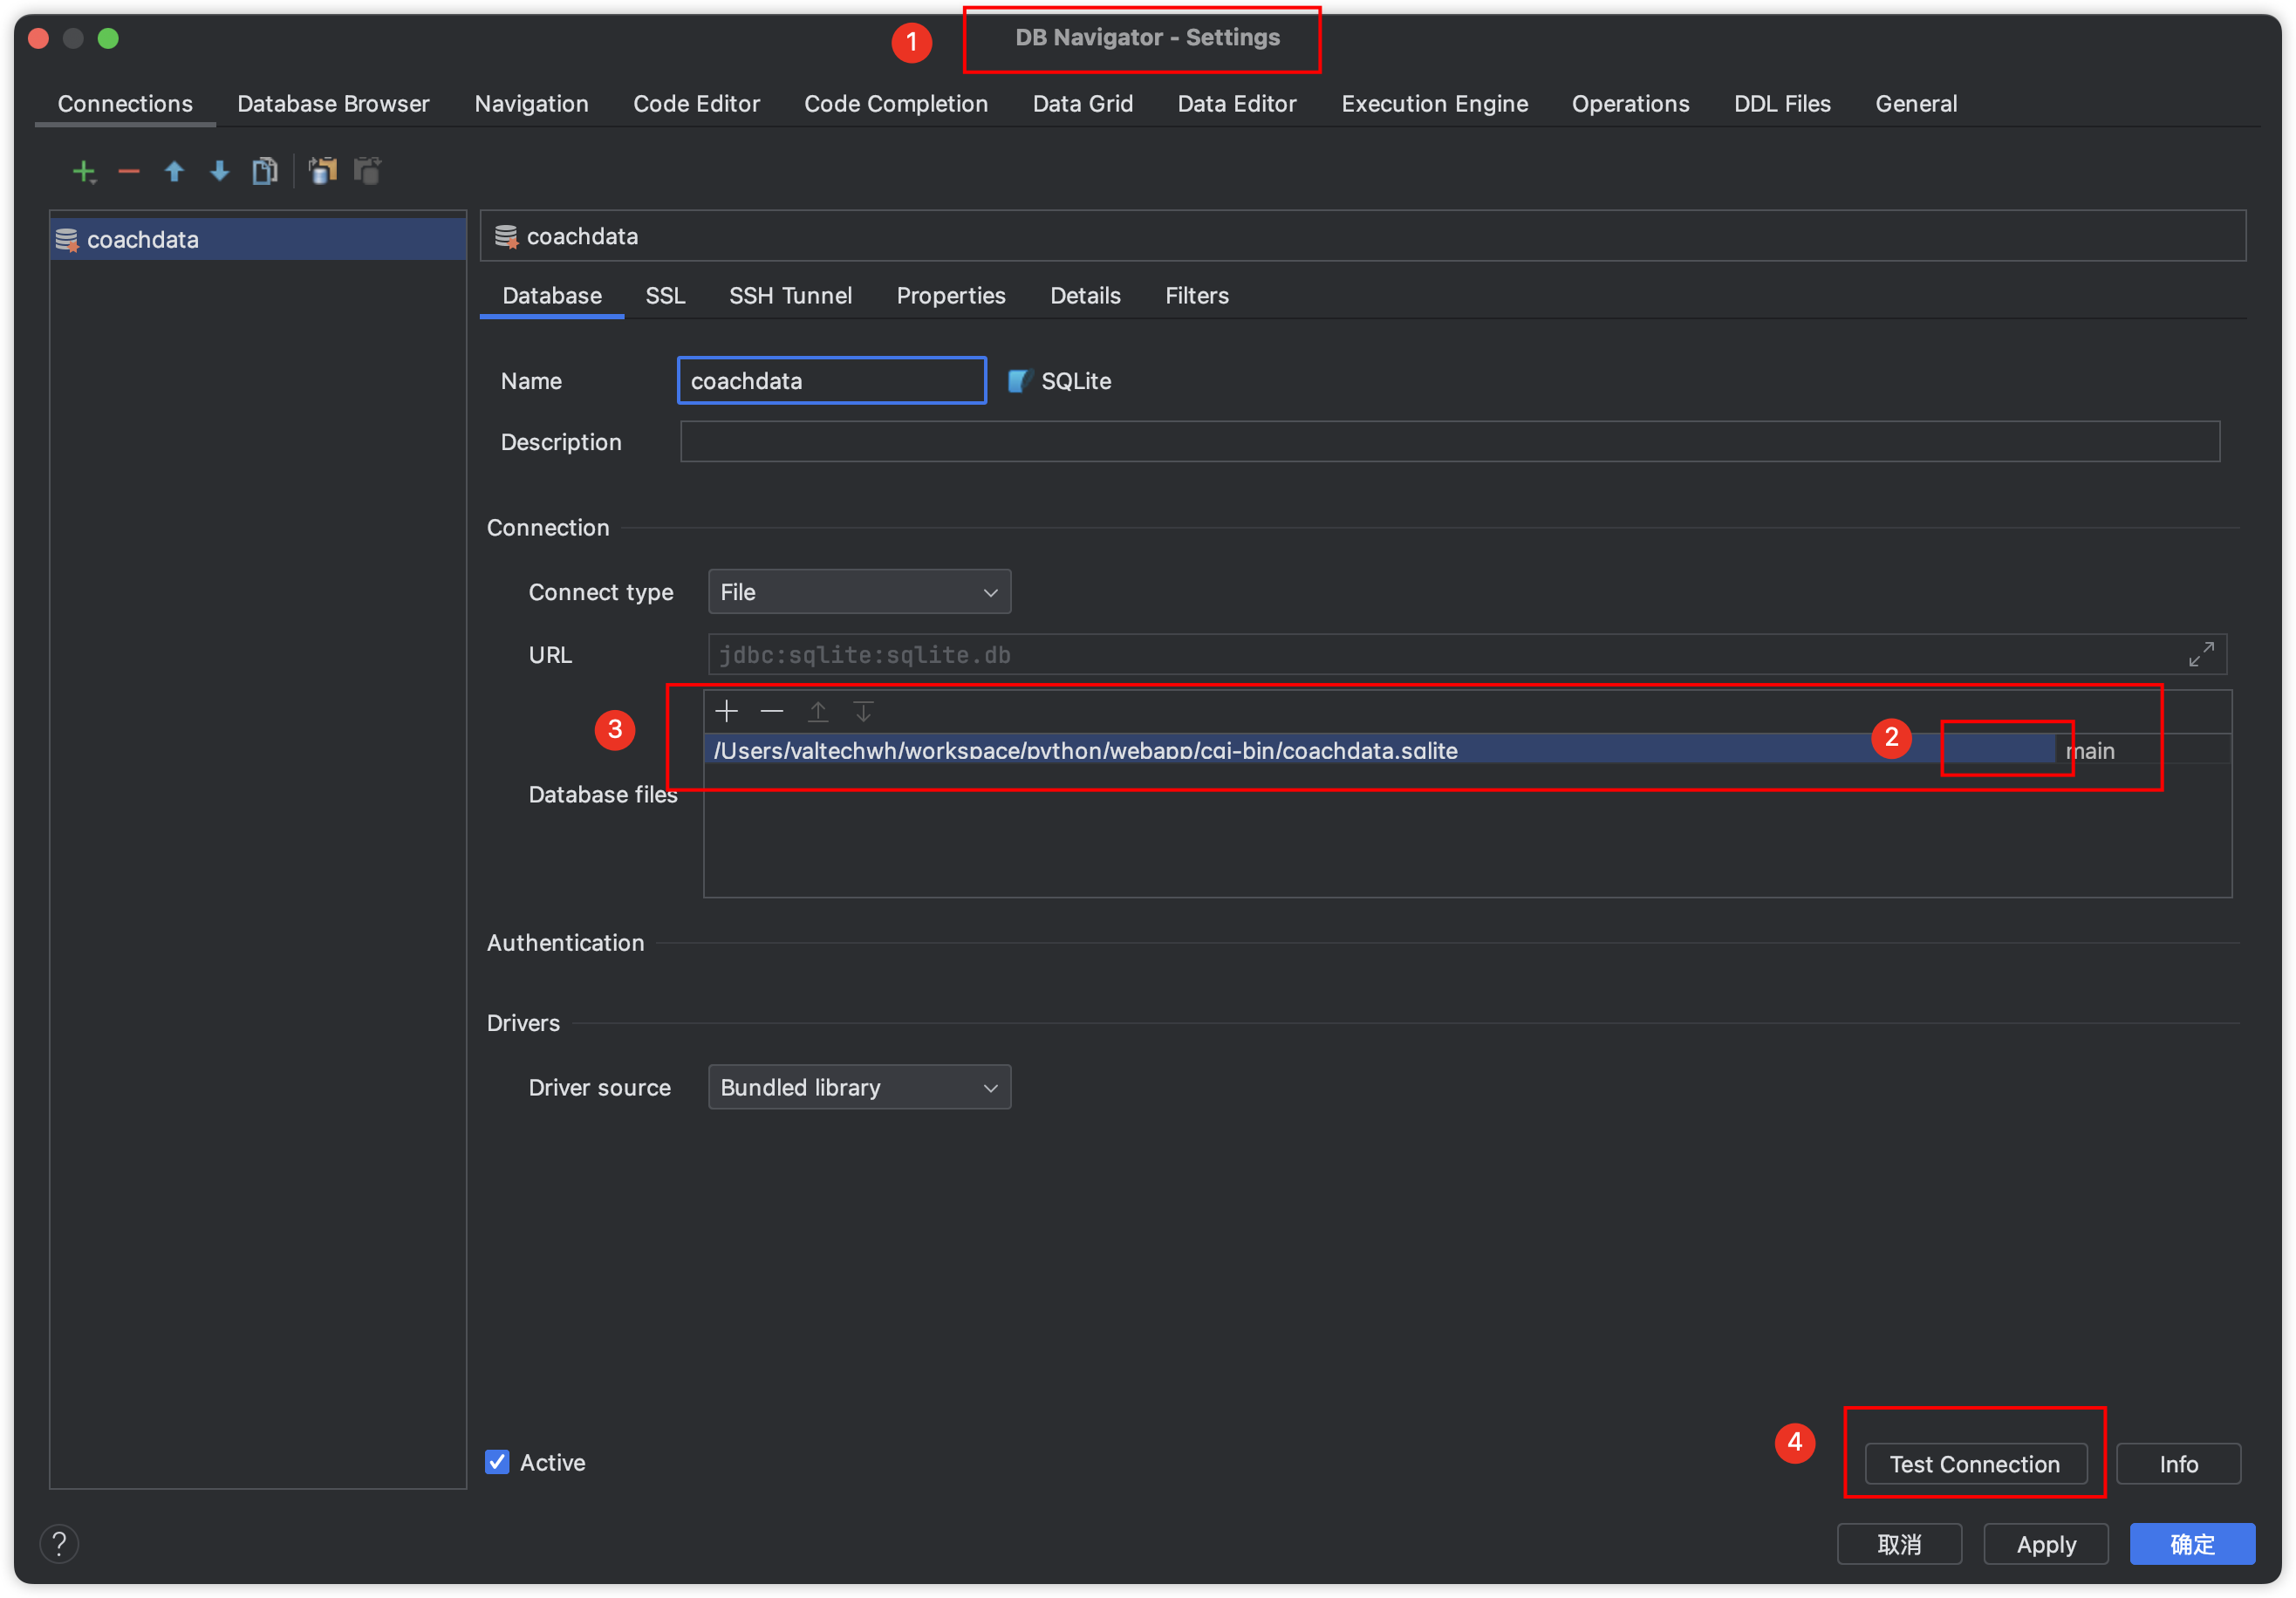 1
DB Navigator - Settings
Connections Database Browser Navigation Code Editor Code Completion Data Grid Data Editor Execution Engine Operations DDL Files General
coachdata
coachdata
Database SSL SSH Tunnel Properties Details Filters
Name coachdata SQLite
Description
Connection
Connect type File
URL jdbc:sqlite:sqlite.db
3
/Users/valtechwh/workspace/python/webapp/cgi-bin/coachdata.sqlite 2 main
Database files
Authentication
Drivers
Driver source Bundled library
Active 4 Test Connection Info
? 取消 Apply 确定